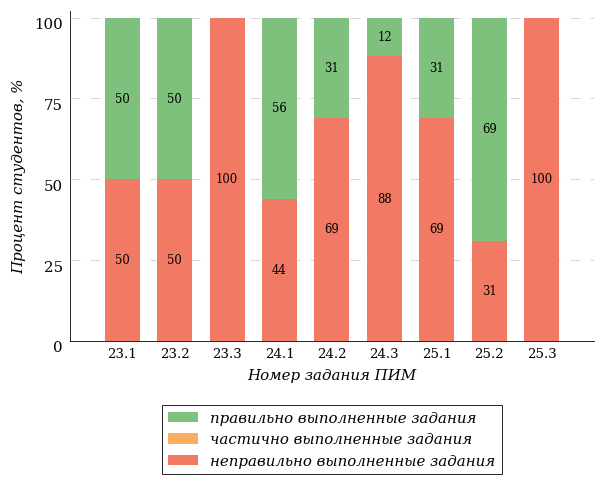 Процент студентов, %
100
75
50
25
0
50 50 56 31 12 31 69
50 50 100 44 69 88 69 31 100
23.1 23.2 23.3 24.1 24.2 24.3 25.1 25.2 25.3
Номер задания ПИМ
правильно выполненные задания
частично выполненные задания
неправильно выполненные задания